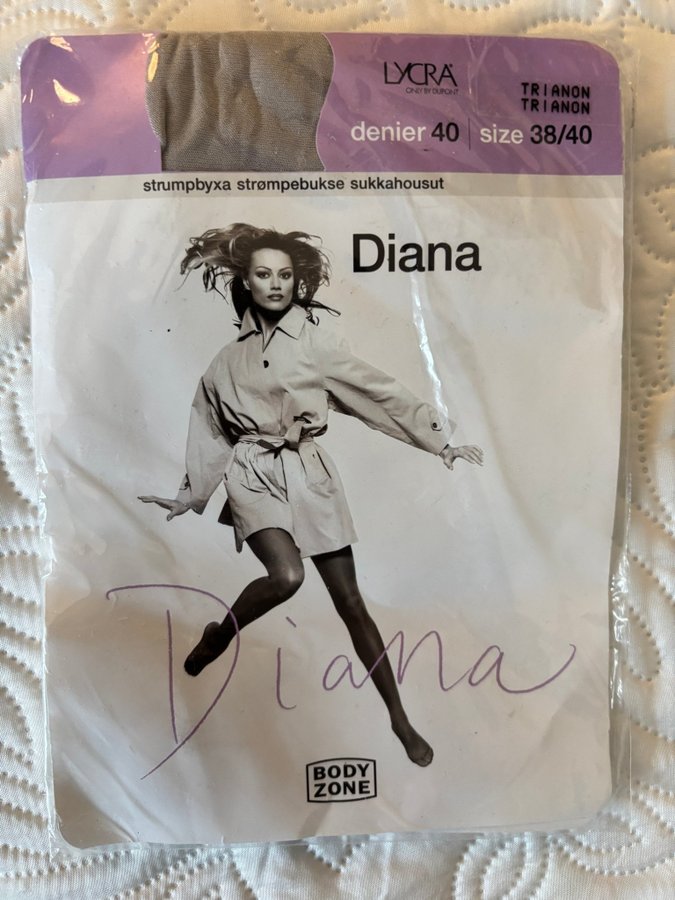 LYCRA®
ONLY BY DUPONT
TRIANON
TRIANON
denier 40 | size 38/40
strumpbyxa strømpebukse sukkahousut
Diana
Diana
BODY
ZONE